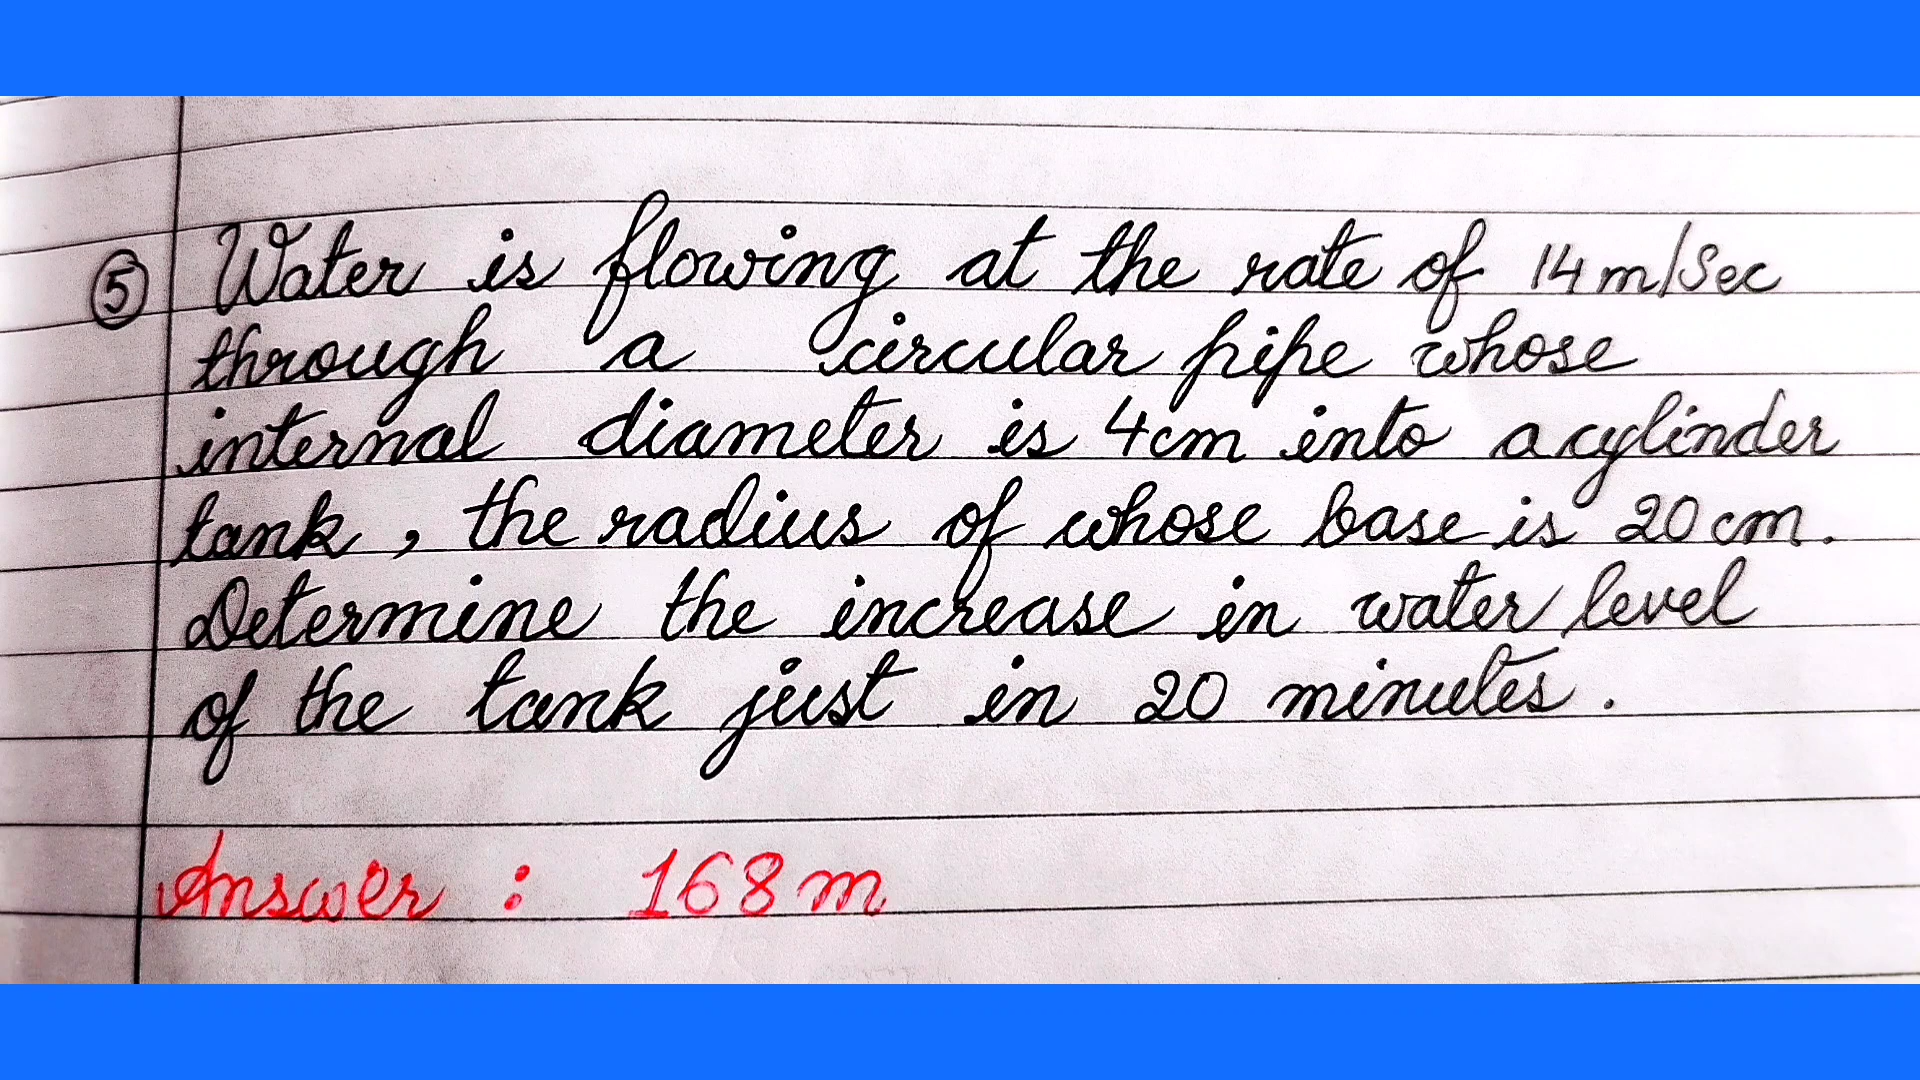 ⑤ Water is flowing at the rate of 14 m/Sec
through a circular pipe whose
internal diameter is 4cm into a cylinder
tank, the radius of whose base is 20 cm.
Determine the increase in water level
of the tank just in 20 minutes.
Answer : 168 m